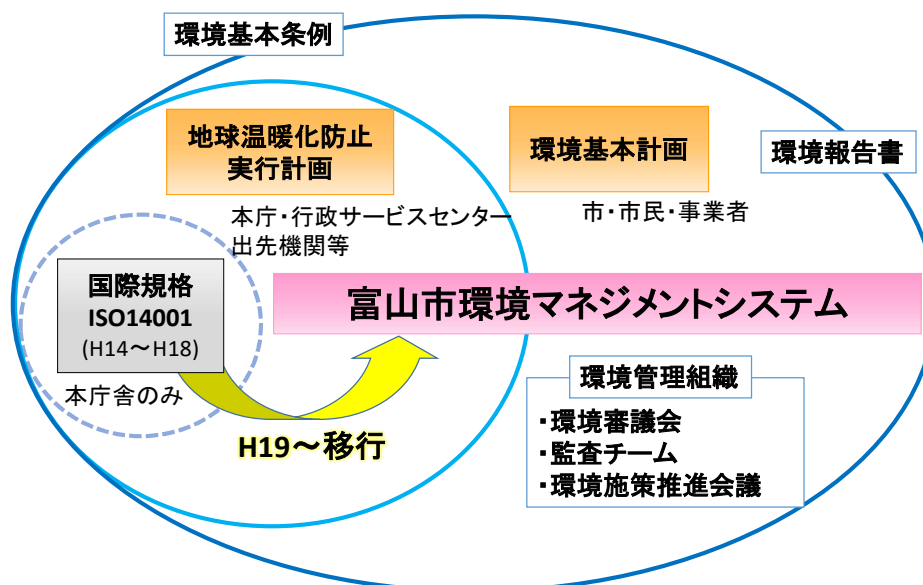 環境基本条例
地球温暖化防止
実行計画
環境基本計画
環境報告書
本庁・行政サービスセンター
出先機関等
市・市民・事業者
国際規格
ISO14001
(H14～H18)
本庁舎のみ
富山市環境マネジメントシステム
H19～移行
環境管理組織
・環境審議会
・監査チーム
・環境施策推進会議